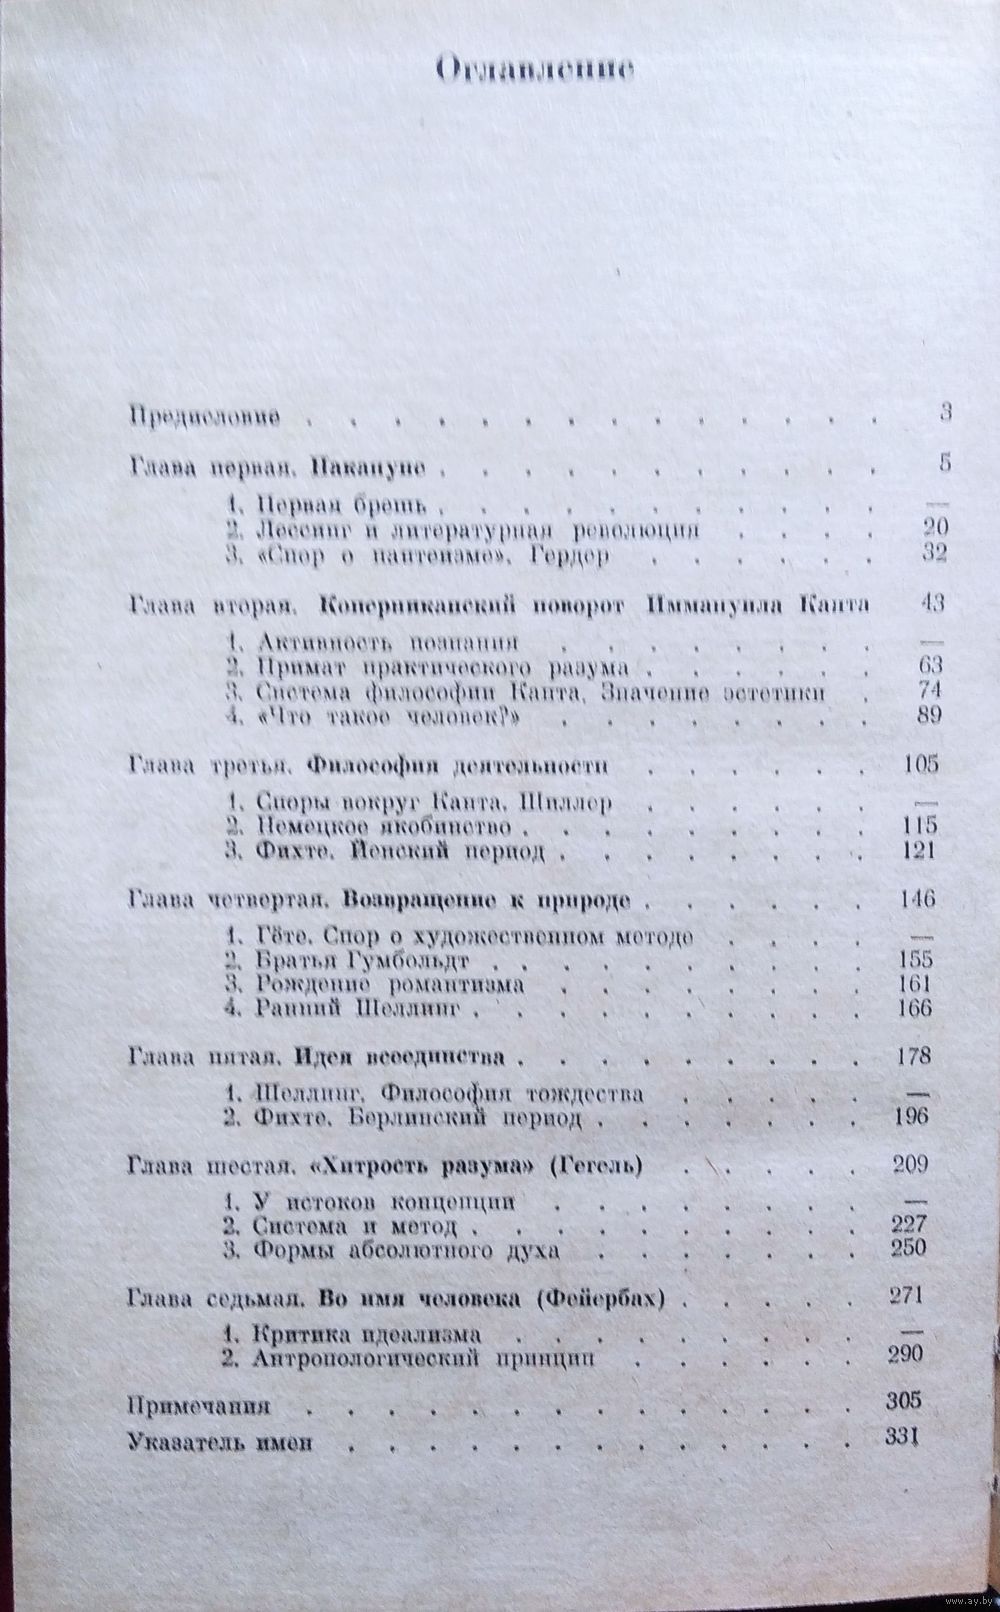 Оглавление
Предисловие . . . . . . . . . . . . . . 3
Глава первая. Накануне . . . . . . . . . . . 5
1. Первая брешь . . . . . . . . . . . —
2. Лессинг и литературная революция . . . . 20
3. «Спор о пантеизме». Гердер . . . . . . 32
Глава вторая. Коперниканский поворот Иммануила Канта 43
1. Активность познания . . . . . . . . —
2. Примат практического разума . . . . . . 63
3. Система философии Канта. Значение эстетики . 74
4. «Что такое человек?» . . . . . . . . 89
Глава третья. Философия деятельности . . . . . . 105
1. Споры вокруг Канта. Шиллер . . . . . . —
2. Немецкое якобинство . . . . . . . . . 115
3. Фихте. Йенский период . . . . . . . . 121
Глава четвертая. Возвращение к природе . . . . . . 146
1. Гёте. Спор о художественном методе . . . . —
2. Братья Гумбольдт . . . . . . . . . 155
3. Рождение романтизма . . . . . . . . 161
4. Ранний Шеллинг . . . . . . . . . . 166
Глава пятая. Идея всеединства . . . . . . . . . 178
1. Шеллинг. Философия тождества . . . . . —
2. Фихте. Берлинский период . . . . . . . 196
Глава шестая. «Хитрость разума» (Гегель) . . . . . 209
1. У истоков концепции . . . . . . . . —
2. Система и метод . . . . . . . . . . 227
3. Формы абсолютного духа . . . . . . . 250
Глава седьмая. Во имя человека (Фейербах) . . . . . 271
1. Критика идеализма . . . . . . . . . —
2. Антропологический принцип . . . . . . 290
Примечания . . . . . . . . . . . . . . 305
Указатель имен . . . . . . . . . . . . . 331
www.ay.by